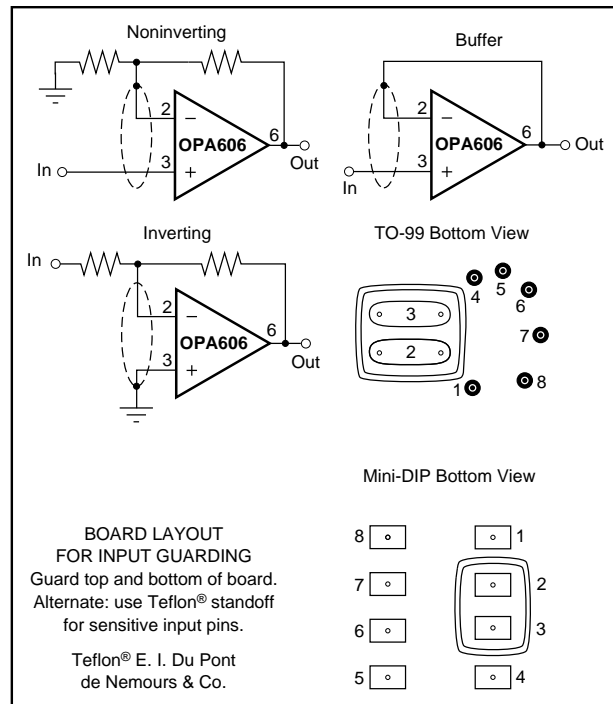 Noninverting
2
−
OPA606
3
+
6
In
Out
Buffer
2
−
OPA606
3
+
6
In
Out
Inverting
In
2
−
OPA606
3
+
6
Out
TO-99 Bottom View
3
2
4
5
6
7
8
1
Mini-DIP Bottom View
8
1
7
2
6
3
5
4
BOARD LAYOUT
FOR INPUT GUARDING
Guard top and bottom of board.
Alternate: use Teflon® standoff
for sensitive input pins.
Teflon® E. I. Du Pont
de Nemours & Co.